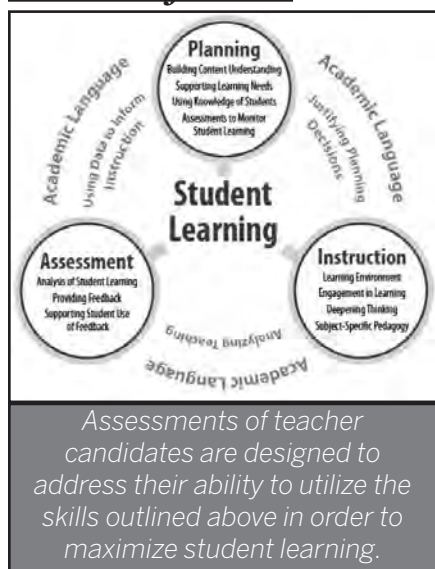 Planning
Building Content Understanding
Supporting Learning Needs
Using Knowledge of Students
Assessments to Monitor
Student Learning
Academic Language
Using Data to Inform
Instruction
Academic Language
Justifying Planning
Decisions
Student
Learning
Assessment
Analysis of Student Learning
Providing Feedback
Supporting Student Use
of Feedback
Instruction
Learning Environment
Engagement in Learning
Deepening Thinking
Subject-Specific Pedagogy
Analyzing Teaching
Academic Language
Assessments of teacher
candidates are designed to
address their ability to utilize the
skills outlined above in order to
maximize student learning.